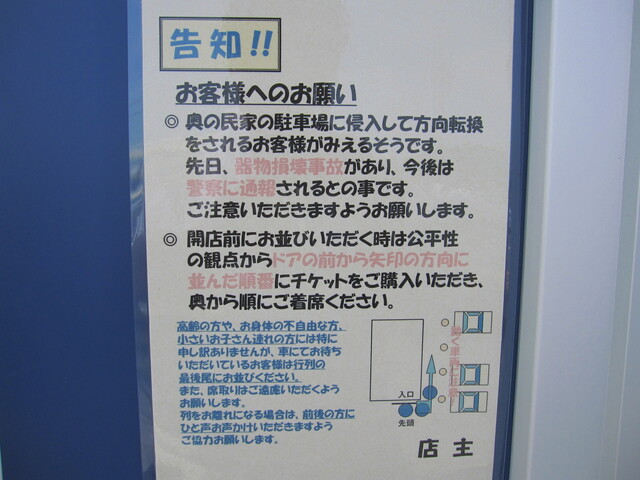 告知!!
お客様へのお願い
◎ 奥の民家の駐車場に侵入して方向転換
をされるお客様がみえるそうです。
先日、器物損壊事故があり、今後は
警察に通報されるとの事です。
ご注意いただきますようお願いします。
◎ 開店前にお並びいただく時は公平性
の観点からドアの前から矢印の方向に
並んだ順番にチケットをご購入いただき、
奥から順にご着席ください。
高齢の方や、お身体の不自由な方、
小さいお子さん連れの方には特に
申し訳ありませんが、車にてお待ち
いただいているお客様は行列の
最後尾にお並びください。
また、席取りはご遠慮いただくよう
お願いします。
列をお離れになる場合は、前後の方に
ひと声お声かけいただきますよう
ご協力お願いします。
入口
先頭
動く車両に注意
店主